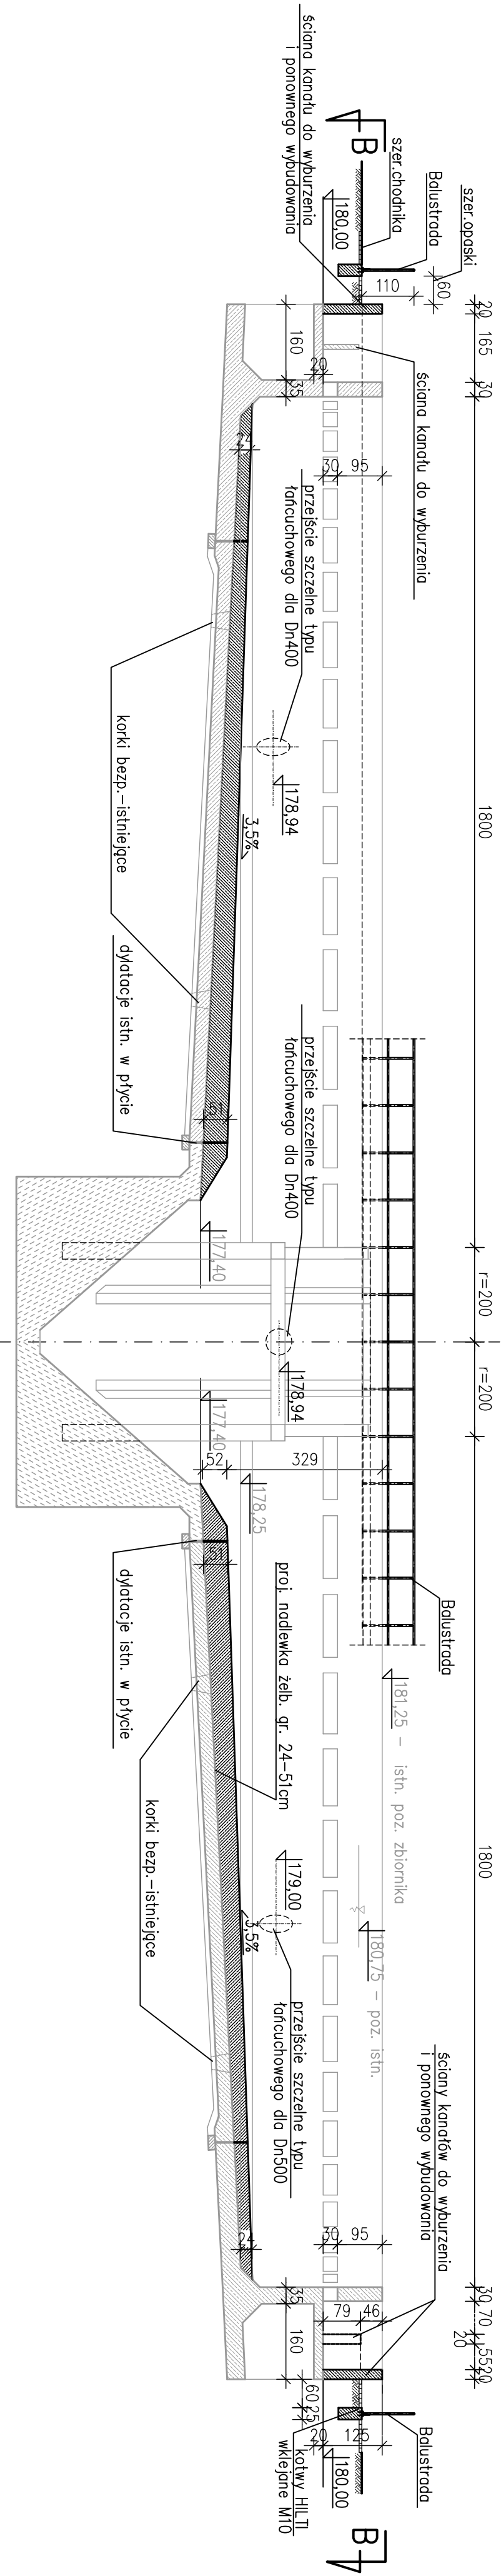 B
B
ściana kanału do wyburzenia
i ponownego wybudowania
szer.chodnika
Balustrada
szer.opaski
180,00
60
110
20
165
30
160
20
35
24
30
95
ściana kanału do wyburzenia
przejście szczelne typu
łańcuchowego dla Dn400
178,94
3,5%
korki bezp.-istniejące
dylatacje istn. w płycie
51
1800
przejście szczelne typu
łańcuchowego dla Dn400
177,40
178,94
177,40
r=200
r=200
52
329
178,25
51
Balustrada
dylatacje istn. w płycie
proj. nadlewka żelb. gr. 24-51cm
181,25 - istn. poz. zbiornika
korki bezp.-istniejące
1800
179,00
3,5%
180,75 - poz. istn.
przejście szczelne typu
łańcuchowego dla Dn500
ściany kanałów do wyburzenia
i ponownego wybudowania
24
30
95
35
160
79
46
30
70
20
55
20
60
25
20
125
Balustrada
kotwy HILTI
wklejane M10
180,00